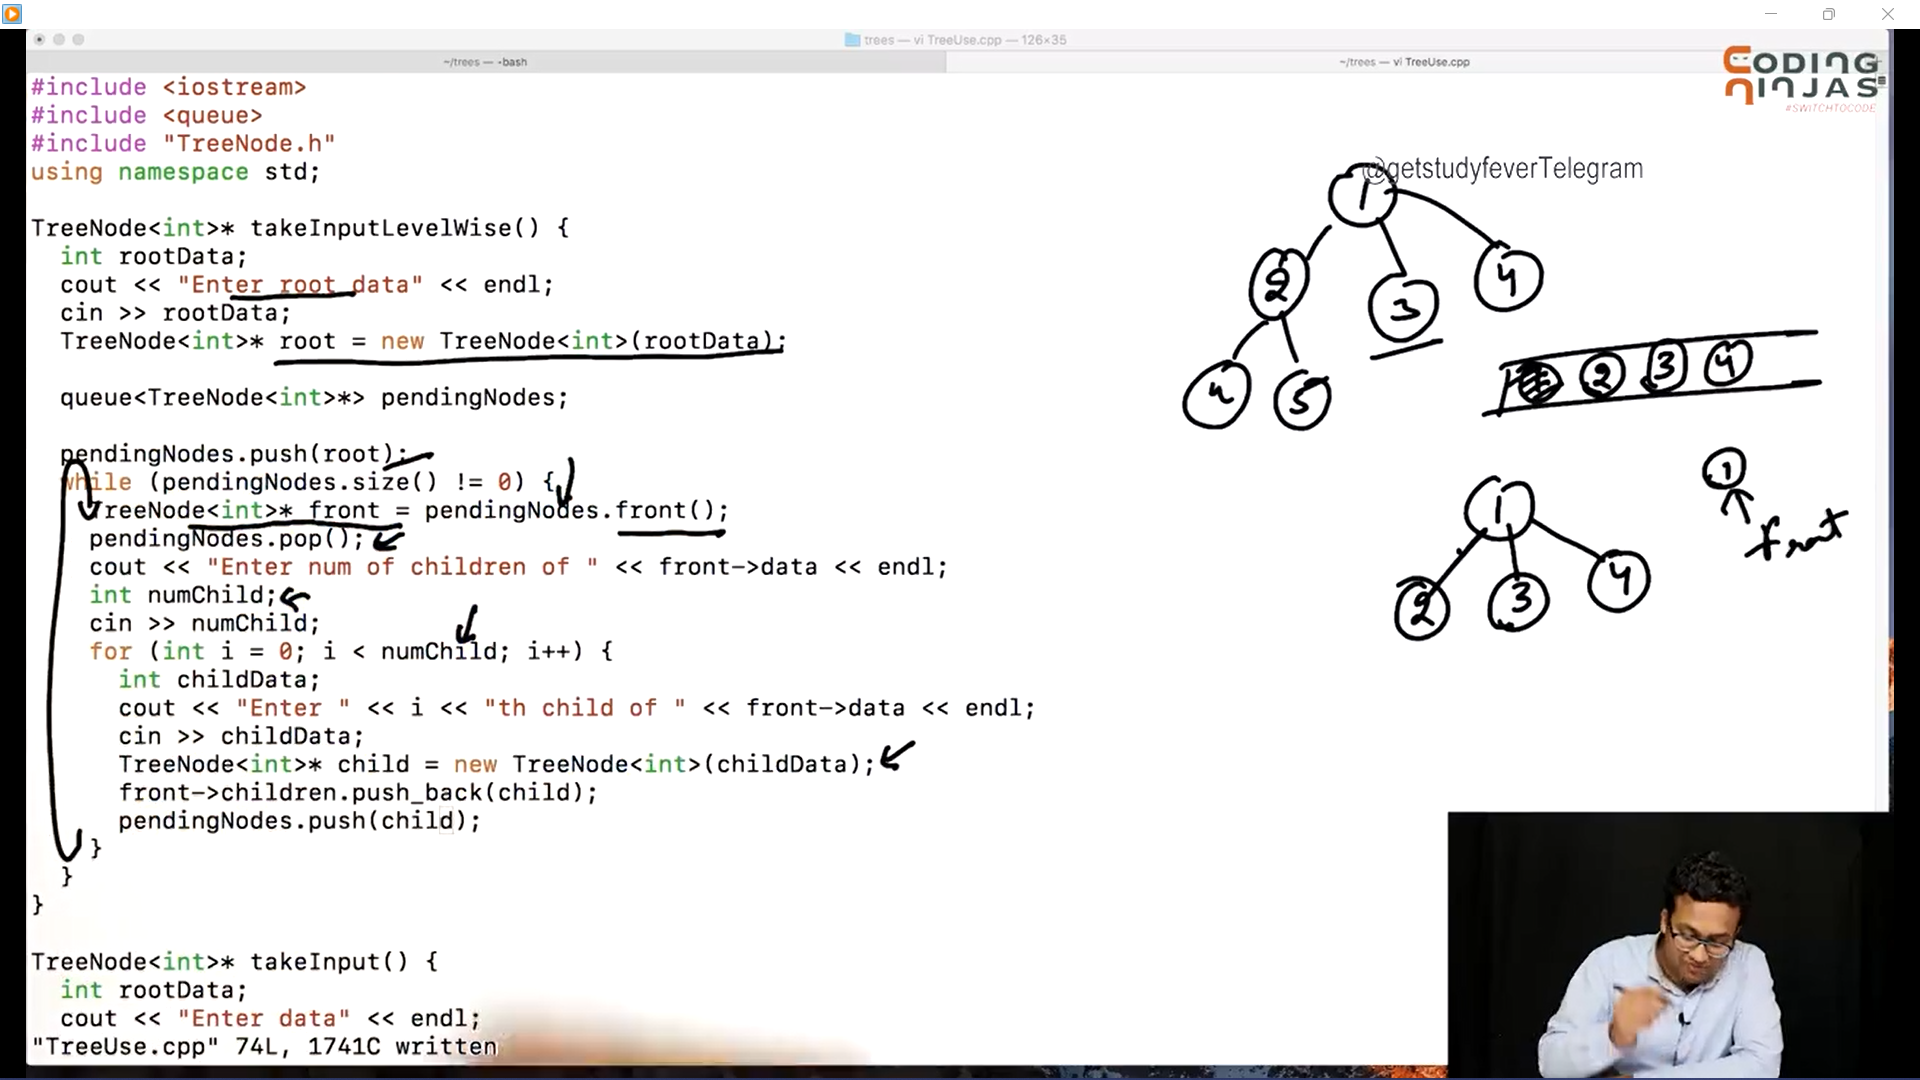 trees — vi TreeUse.cpp — 126×35
~/trees — -bash
~/trees — vi TreeUse.cpp
CODING
NINJAS
#SWITCHTOCODE
#include <iostream>
#include <queue>
#include "TreeNode.h"
using namespace std;
TreeNode<int>* takeInputLevelWise() {
int rootData;
cout << "Enter root data" << endl;
cin >> rootData;
TreeNode<int>* root = new TreeNode<int>(rootData);
queue<TreeNode<int>*> pendingNodes;
pendingNodes.push(root);
while (pendingNodes.size() != 0) {
TreeNode<int>* front = pendingNodes.front();
pendingNodes.pop();
cout << "Enter num of children of " << front->data << endl;
int numChild;
cin >> numChild;
for (int i = 0; i < numChild; i++) {
int childData;
cout << "Enter " << i << "th child of " << front->data << endl;
cin >> childData;
TreeNode<int>* child = new TreeNode<int>(childData);
front->children.push_back(child);
pendingNodes.push(child);
}
}
}
TreeNode<int>* takeInput() {
int rootData;
cout << "Enter data" << endl;
"TreeUse.cpp" 74L, 1741C written
@getstudyfeverTelegram
1
2 3 4
4 5
2 3 4
1
front
1
2 3 4